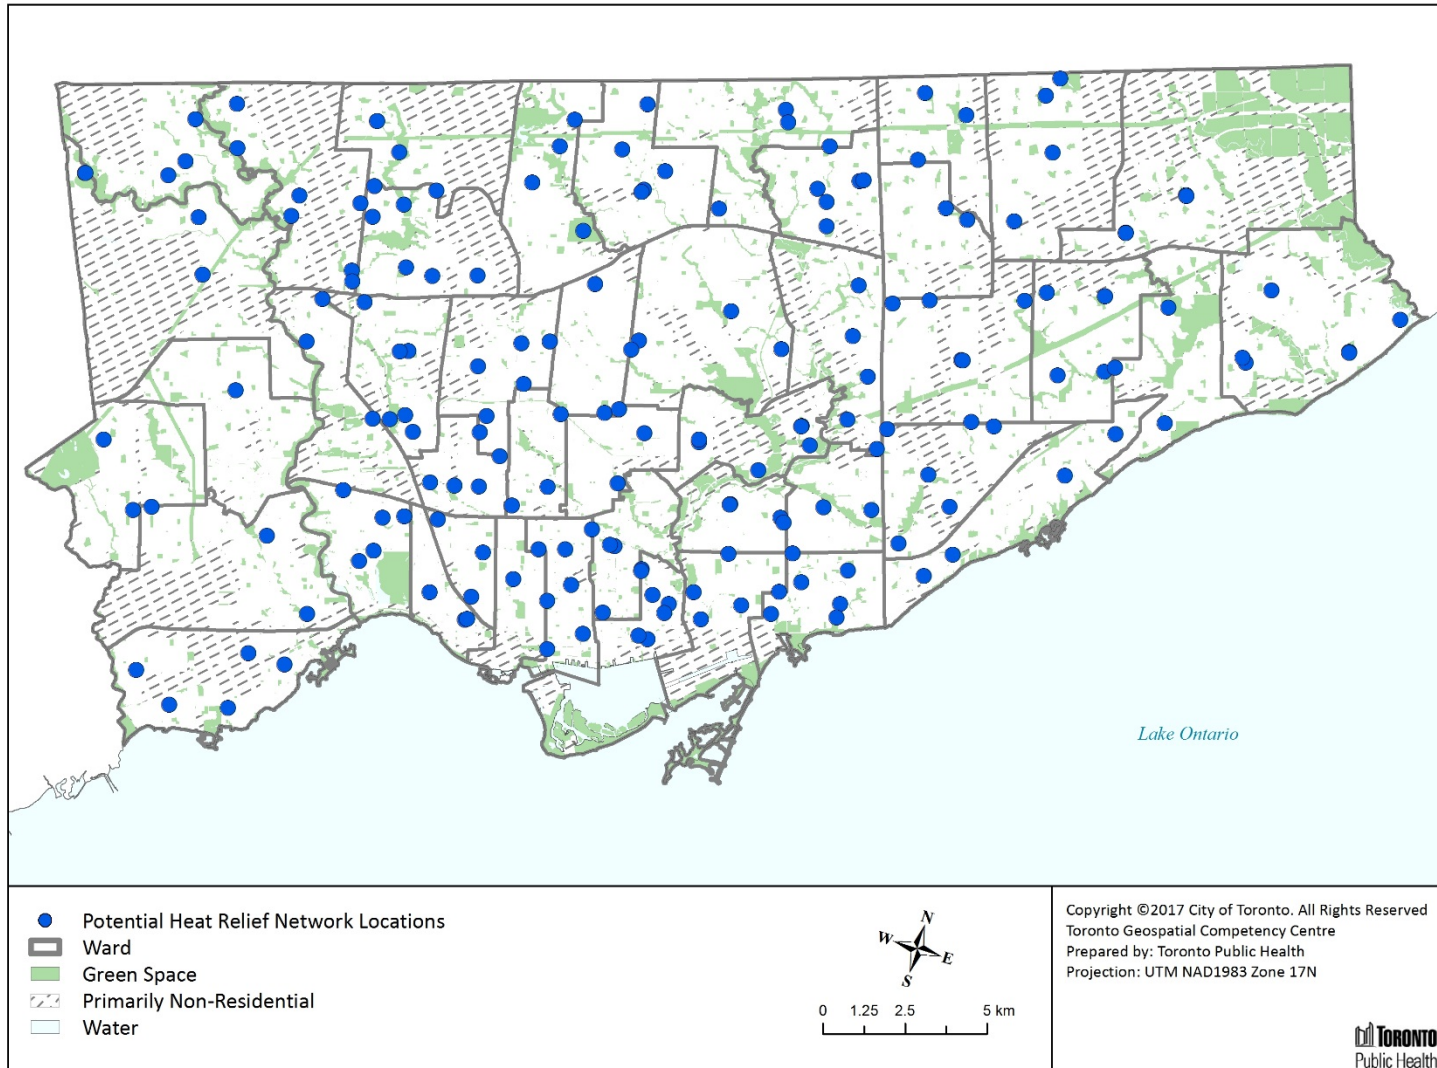 Lake Ontario
Potential Heat Relief Network Locations
Ward
Green Space
Primarily Non-Residential
Water
N
W
E
S
0 1.25 2.5 5 km
Copyright ©2017 City of Toronto. All Rights Reserved
Toronto Geospatial Competency Centre
Prepared by: Toronto Public Health
Projection: UTM NAD1983 Zone 17N
TORONTO
Public Health